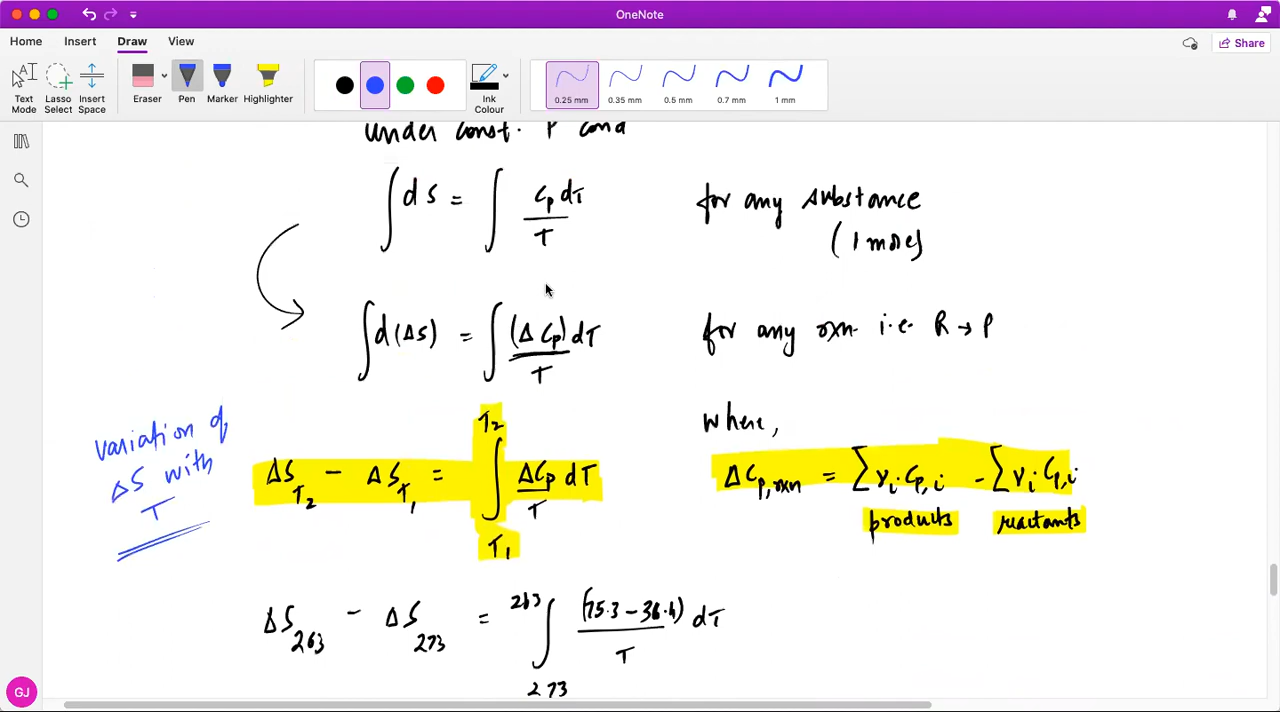 OneNote
Home Insert Draw View
Share
Text Mode
Lasso Select
Insert Space
Eraser
Pen
Marker
Highlighter
Ink Colour
0.25 mm
0.35 mm
0.5 mm
0.7 mm
1 mm
under const. P cond
∫dS = ∫ Cp dT / T for any substance
(1 mole)
∫d(ΔS) = ∫ (ΔCp) dT / T for any rxn i.e. R → P
where,
variation of ΔS with T
ΔS_T2 - ΔS_T1 = ∫_T1^T2 ΔCp dT / T
ΔCp,rxn = Σ νi Cp,i - Σ νi Cp,i
products reactants
ΔS_263 - ΔS_273 = ∫_273^263 (75.3 - 36.4) dT / T
GJ